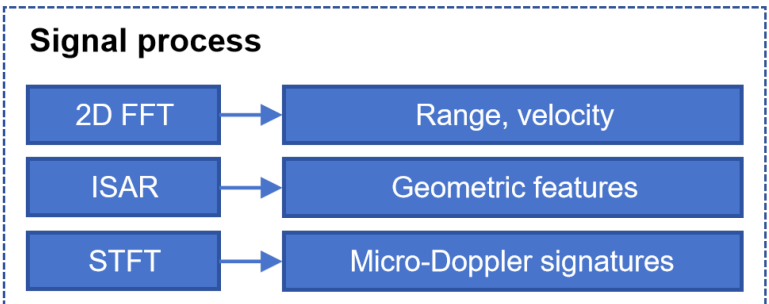 Signal process
2D FFT
Range, velocity
ISAR
Geometric features
STFT
Micro-Doppler signatures